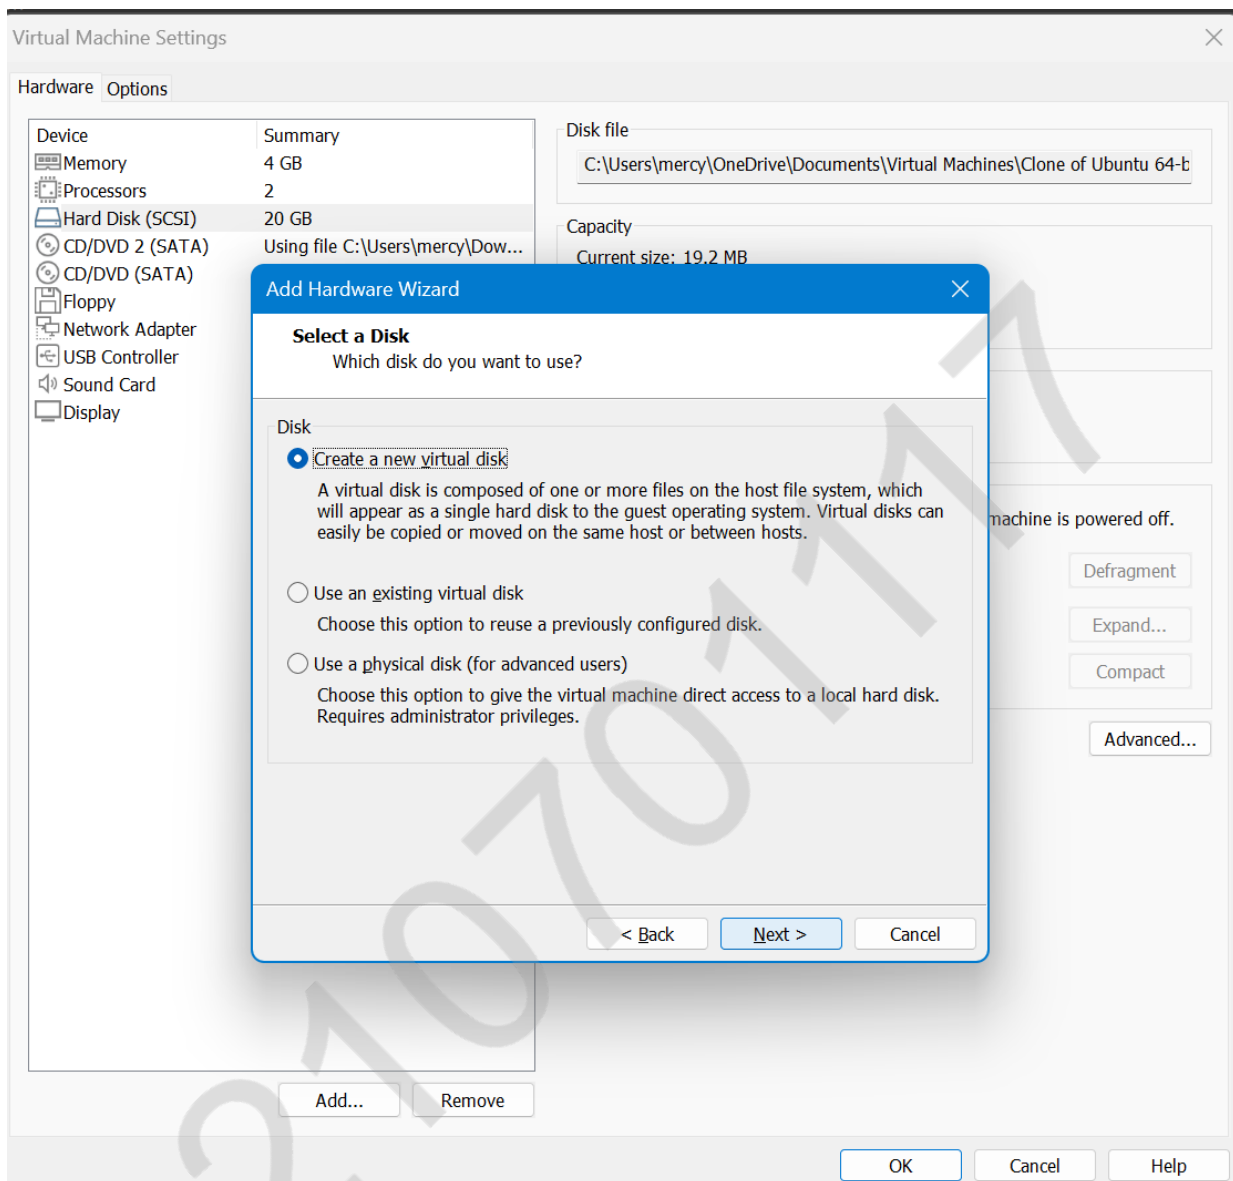 Virtual Machine Settings
Hardware Options
Device Summary
Memory 4 GB
Processors 2
Hard Disk (SCSI) 20 GB
CD/DVD 2 (SATA) Using file C:\Users\mercy\Dow...
CD/DVD (SATA)
Floppy
Network Adapter
USB Controller
Sound Card
Display
Add... Remove
Disk file
C:\Users\mercy\OneDrive\Documents\Virtual Machines\Clone of Ubuntu 64-b
Capacity
Current size: 19.2 MB
machine is powered off.
Defragment
Expand...
Compact
Advanced...
Add Hardware Wizard
Select a Disk
Which disk do you want to use?
Disk
Create a new virtual disk
A virtual disk is composed of one or more files on the host file system, which
will appear as a single hard disk to the guest operating system. Virtual disks can
easily be copied or moved on the same host or between hosts.
Use an existing virtual disk
Choose this option to reuse a previously configured disk.
Use a physical disk (for advanced users)
Choose this option to give the virtual machine direct access to a local hard disk.
Requires administrator privileges.
< Back Next > Cancel
OK Cancel Help
210701117